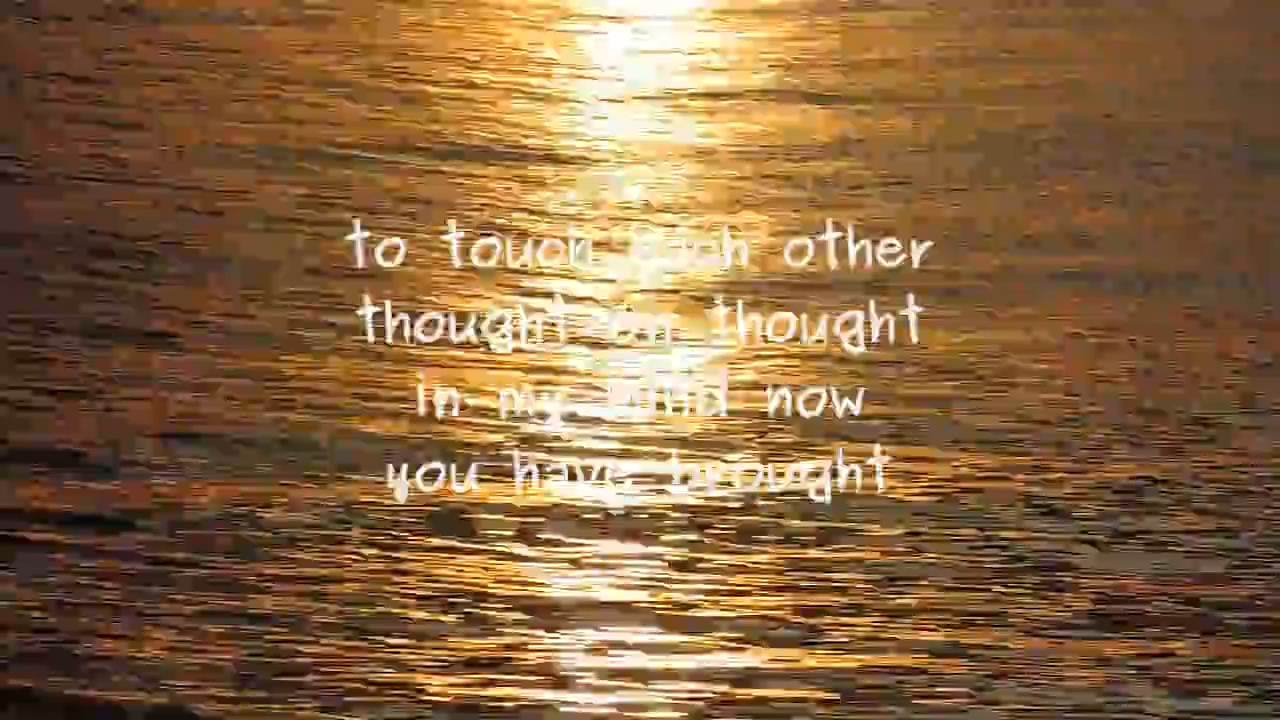 to touch each other
thought on thought
in my mind now
you have brought